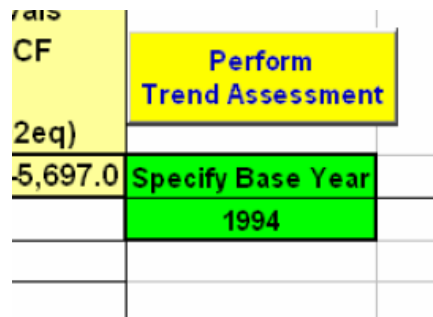 CF
2eq)
-5,697.0
Perform
Trend Assessment
Specify Base Year
1994